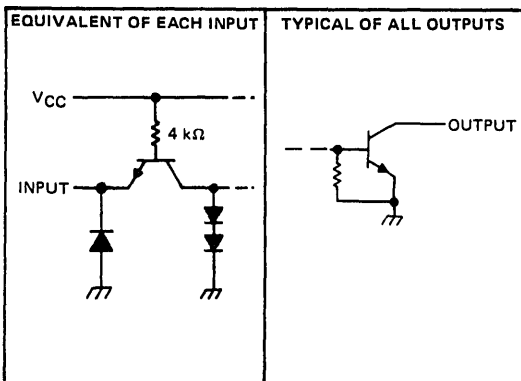 EQUIVALENT OF EACH INPUT
VCC
4 kΩ
INPUT
TYPICAL OF ALL OUTPUTS
OUTPUT